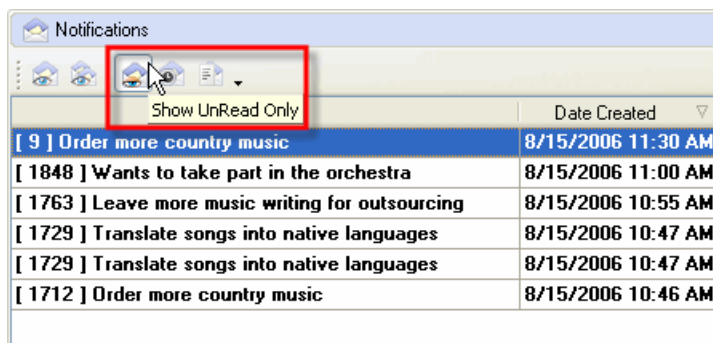 Notifications
Show UnRead Only
Date Created
[ 9 ] Order more country music 8/15/2006 11:30 AM
[ 1848 ] Wants to take part in the orchestra 8/15/2006 11:00 AM
[ 1763 ] Leave more music writing for outsourcing 8/15/2006 10:55 AM
[ 1729 ] Translate songs into native languages 8/15/2006 10:47 AM
[ 1729 ] Translate songs into native languages 8/15/2006 10:47 AM
[ 1712 ] Order more country music 8/15/2006 10:46 AM